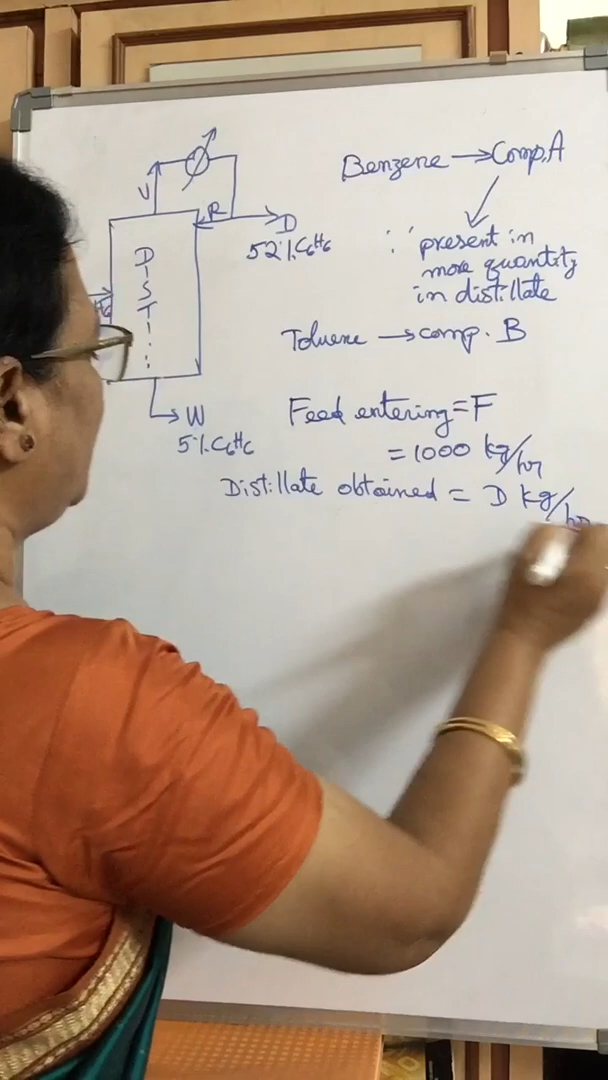 V
R
D
52% C6H6
DISTI...
W
5% C6H6
Benzene → Comp. A
∵ present in
more quantity
in distillate
Toluene → comp. B
Feed entering = F
= 1000 kg/hr
Distillate obtained = D kg/hr